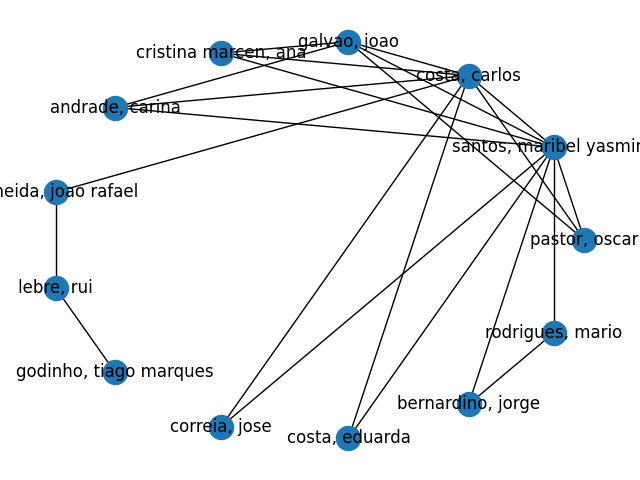 galvao, joao
cristina marcen, ana
costa, carlos
andrade, carina
santos, maribel yasmin
neida, joao rafael
pastor, oscar
lebre, rui
rodrigues, mario
godinho, tiago marques
bernardino, jorge
correia, jose
costa, eduarda